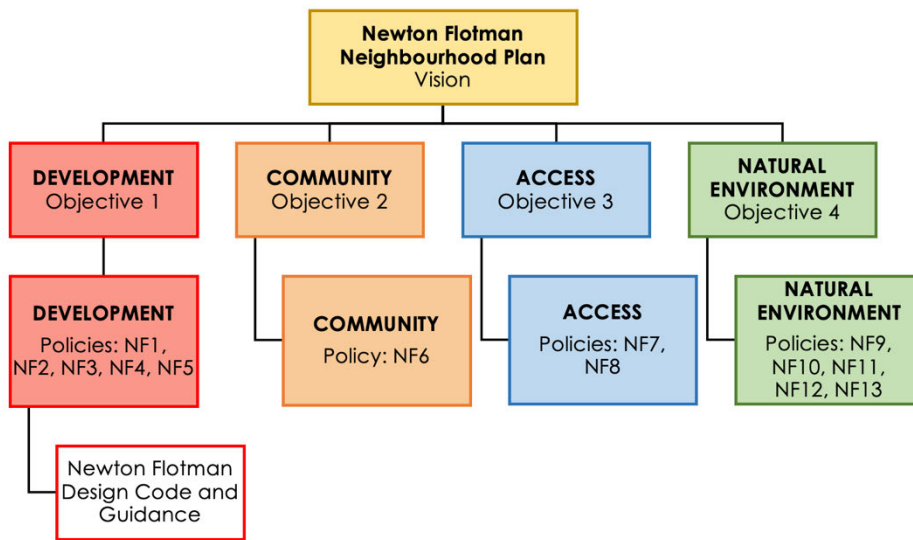 Newton Flotman
Neighbourhood Plan
Vision
DEVELOPMENT
Objective 1
COMMUNITY
Objective 2
ACCESS
Objective 3
NATURAL
ENVIRONMENT
Objective 4
DEVELOPMENT
Policies: NF1,
NF2, NF3, NF4, NF5
COMMUNITY
Policy: NF6
ACCESS
Policies: NF7,
NF8
NATURAL
ENVIRONMENT
Policies: NF9,
NF10, NF11,
NF12, NF13
Newton Flotman
Design Code and
Guidance